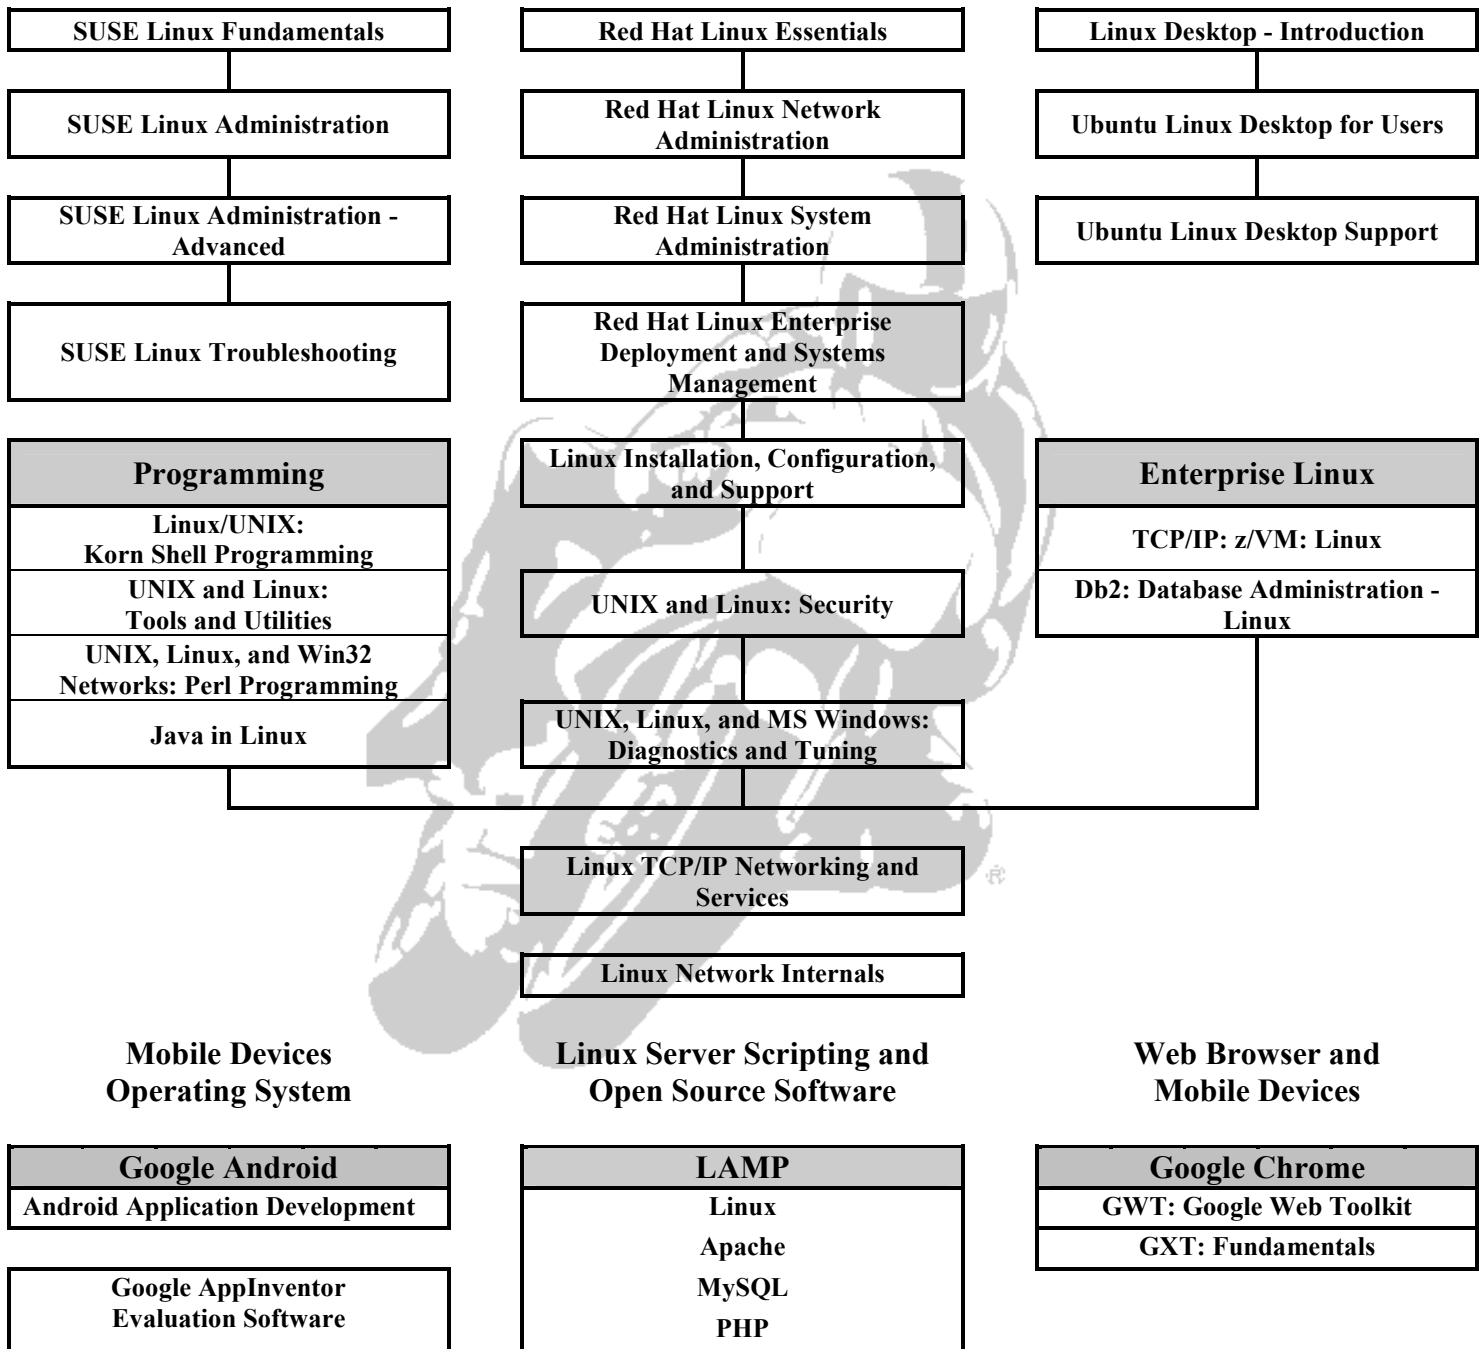 SUSE Linux Fundamentals
Red Hat Linux Essentials
Linux Desktop - Introduction
SUSE Linux Administration
Red Hat Linux Network
Administration
Ubuntu Linux Desktop for Users
SUSE Linux Administration -
Advanced
Red Hat Linux System
Administration
Ubuntu Linux Desktop Support
SUSE Linux Troubleshooting
Red Hat Linux Enterprise
Deployment and Systems
Management
Programming
Linux/UNIX:
Korn Shell Programming
UNIX and Linux:
Tools and Utilities
UNIX, Linux, and Win32
Networks: Perl Programming
Java in Linux
Linux Installation, Configuration,
and Support
UNIX and Linux: Security
UNIX, Linux, and MS Windows:
Diagnostics and Tuning
Enterprise Linux
TCP/IP: z/VM: Linux
Db2: Database Administration -
Linux
Linux TCP/IP Networking and
Services
®
Linux Network Internals
Mobile Devices
Operating System
Linux Server Scripting and
Open Source Software
Web Browser and
Mobile Devices
Google Android
Android Application Development
Google AppInventor
Evaluation Software
LAMP
Linux
Apache
MySQL
PHP
Google Chrome
GWT: Google Web Toolkit
GXT: Fundamentals